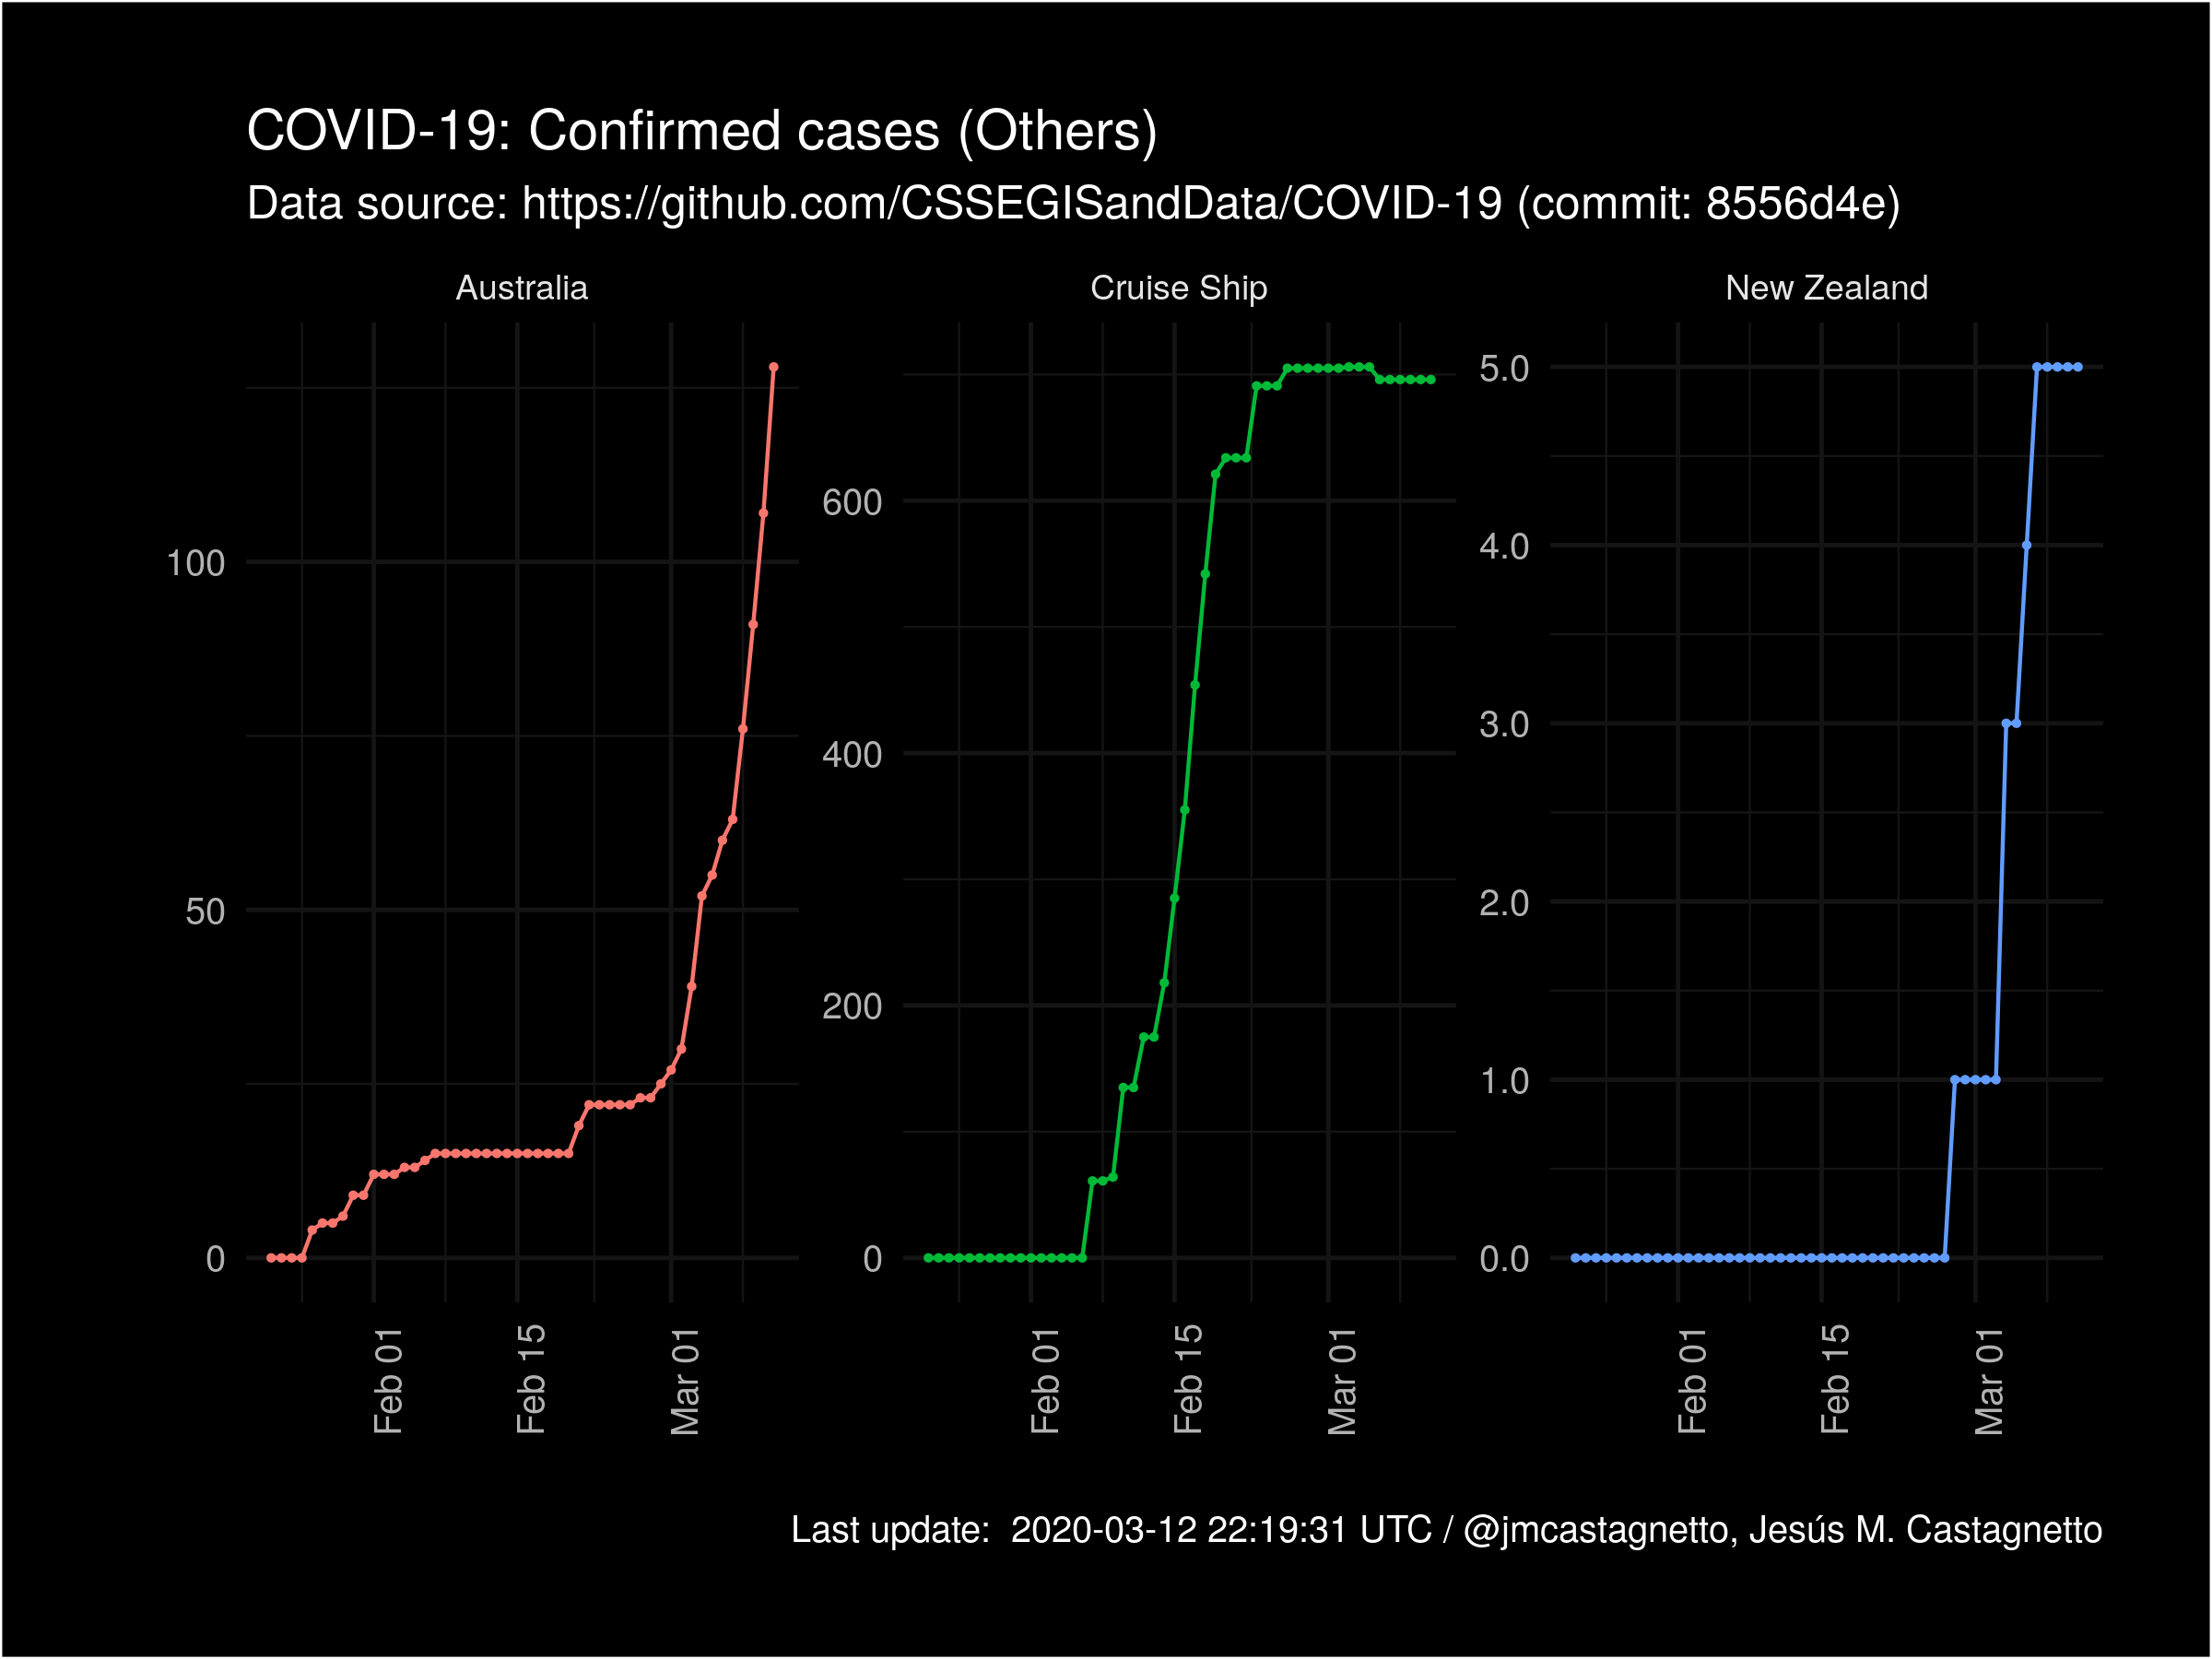 COVID-19: Confirmed cases (Others)
Data source: https://github.com/CSSEGISandData/COVID-19 (commit: 8556d4e)
Australia
Cruise Ship
New Zealand
100
50
0
600
400
200
0
5.0
4.0
3.0
2.0
1.0
0.0
Feb 01
Feb 15
Mar 01
Feb 01
Feb 15
Mar 01
Feb 01
Feb 15
Mar 01
Last update:  2020-03-12 22:19:31 UTC / @jmcastagnetto, Jesús M. Castagnetto